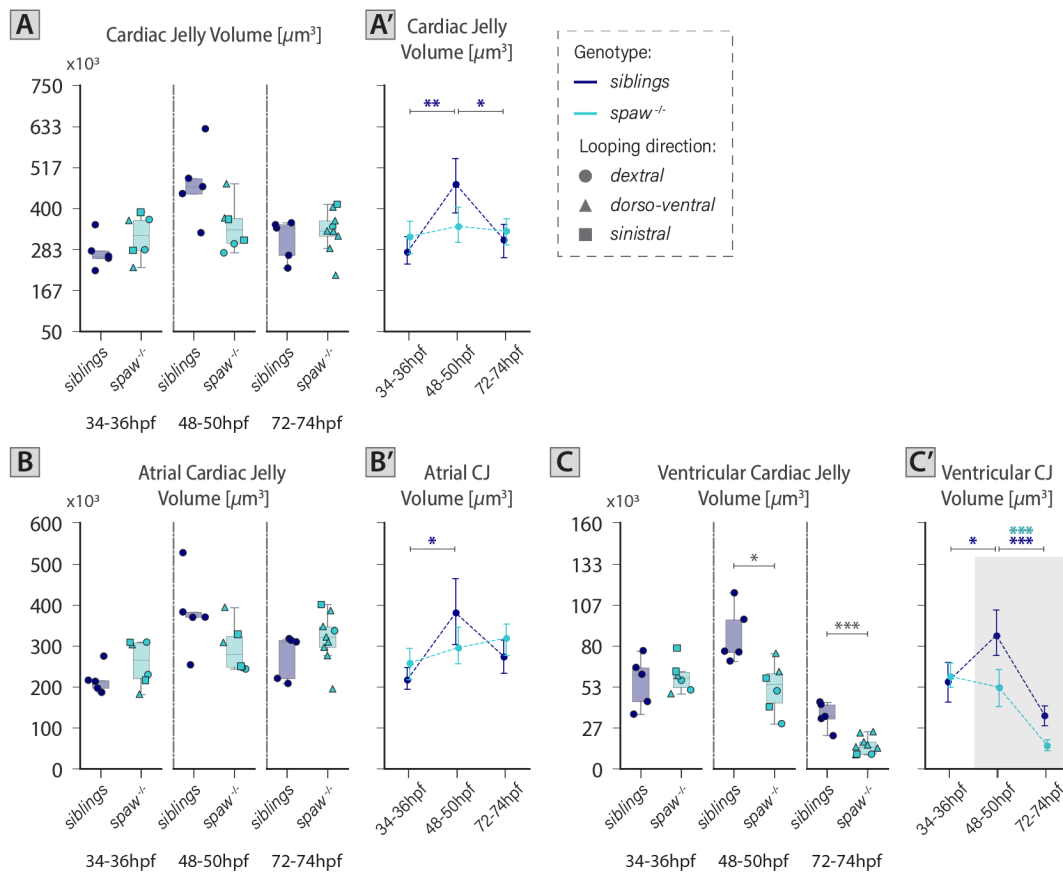 A
Cardiac Jelly Volume [µm³]
x10³
750
633
517
400
283
167
50
siblings
spaw-/-
siblings
spaw-/-
siblings
spaw-/-
34-36hpf
48-50hpf
72-74hpf
A′
Cardiac Jelly
Volume [µm³]
**
*
34-36hpf
48-50hpf
72-74hpf
Genotype:
siblings
spaw-/-
Looping direction:
dextral
dorso-ventral
sinistral
B
Atrial Cardiac Jelly
Volume [µm³]
x10³
600
500
400
300
200
100
0
siblings
spaw-/-
siblings
spaw-/-
siblings
spaw-/-
34-36hpf
48-50hpf
72-74hpf
B′
Atrial CJ
Volume [µm³]
*
34-36hpf
48-50hpf
72-74hpf
C
Ventricular Cardiac Jelly
Volume [µm³]
x10³
160
133
107
80
53
27
0
*
***
siblings
spaw-/-
siblings
spaw-/-
siblings
spaw-/-
34-36hpf
48-50hpf
72-74hpf
C′
Ventricular CJ
Volume [µm³]
***
*
***
34-36hpf
48-50hpf
72-74hpf